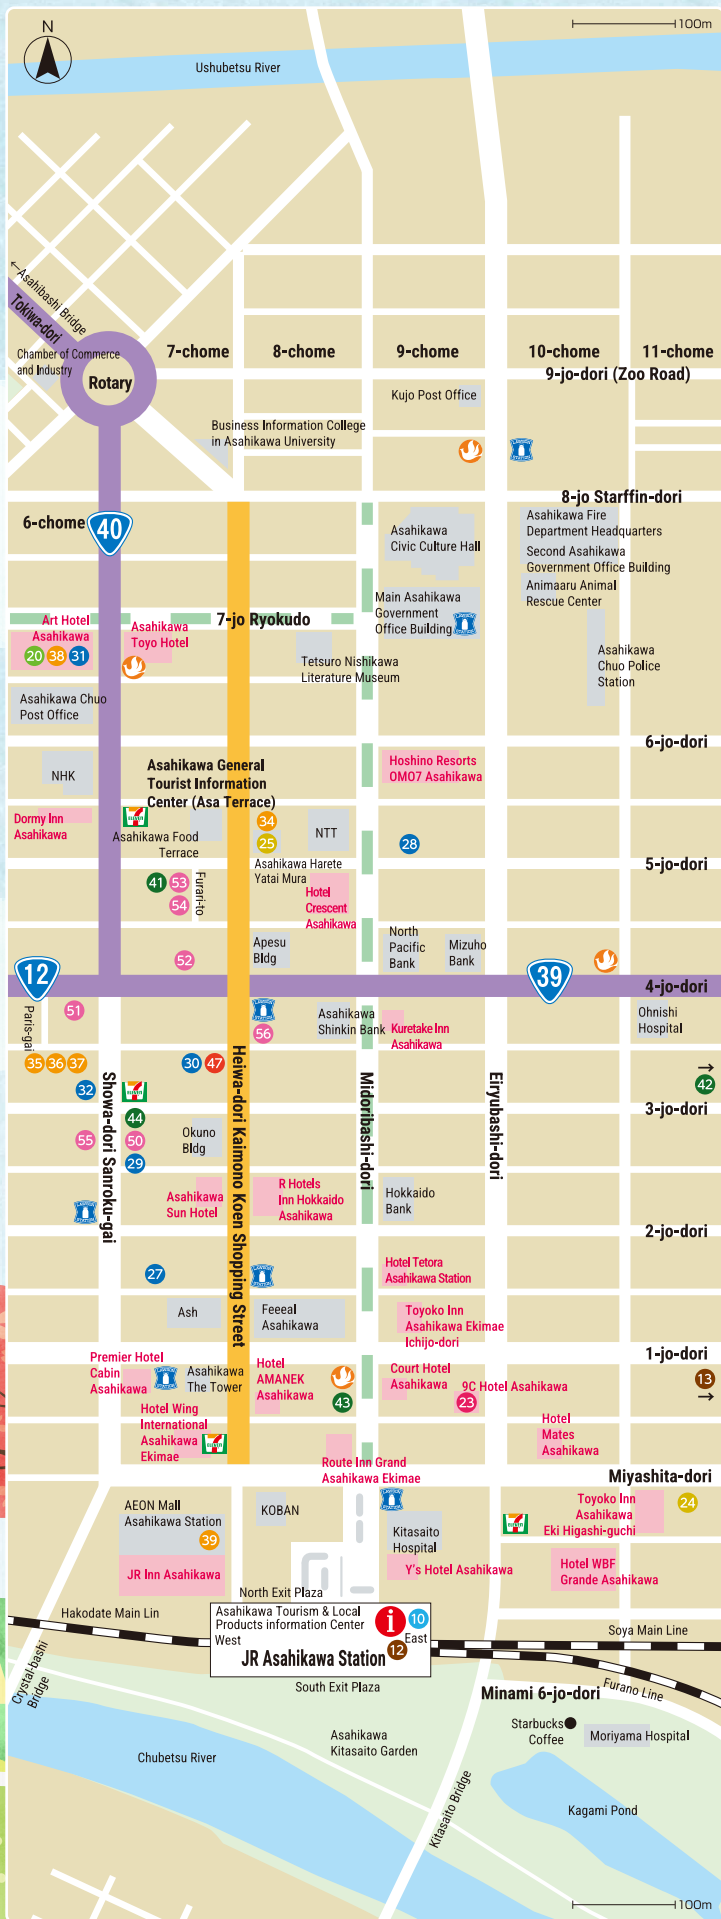 N
100m
Ushubetsu River
←Asahibashi Bridge
Tokiwa-dori
Chamber of Commerce
and Industry
Rotary
7-chome
8-chome
9-chome
10-chome
11-chome
9-jo-dori (Zoo Road)
Kujo Post Office
Business Information College
in Asahikawa University
8-jo Starffin-dori
6-chome
40
Asahikawa
Civic Culture Hall
Asahikawa Fire
Department Headquarters
Second Asahikawa
Government Office Building
Animaaru Animal
Rescue Center
Main Asahikawa
Government
Office Building
7-jo Ryokudo
Art Hotel
Asahikawa
20 38 31
Asahikawa
Toyo Hotel
Tetsuro Nishikawa
Literature Museum
Asahikawa
Chuo Police
Station
Asahikawa Chuo
Post Office
6-jo-dori
NHK
Asahikawa General
Tourist Information
Center (Asa Terrace)
Hoshino Resorts
OMO7 Asahikawa
Dormy Inn
Asahikawa
Asahikawa Food
Terrace
34
25
NTT
28
Asahikawa Harete
Yatai Mura
5-jo-dori
41 53
54
Furari-to
Hotel
Crescent
Asahikawa
52
Apesu
Bldg
North
Pacific
Bank
Mizuho
Bank
12
39
4-jo-dori
Paris-gai
51
56
Asahikawa
Shinkin Bank
Kuretake Inn
Asahikawa
Ohnishi
Hospital
35 36 37
30 47
→
42
32
Showa-dori Sanroku-gai
Heiwa-dori Kaimono Koen Shopping Street
Midoribashi-dori
Eiryubashi-dori
3-jo-dori
44
55
50
29
Okuno
Bldg
Asahikawa
Sun Hotel
R Hotels
Inn Hokkaido
Asahikawa
Hokkaido
Bank
2-jo-dori
27
Hotel Tetora
Asahikawa Station
Ash
Feeeal
Asahikawa
Toyoko Inn
Asahikawa Ekimae
Ichijo-dori
1-jo-dori
Premier Hotel
Cabin
Asahikawa
Asahikawa
The Tower
Hotel
AMANEK
Asahikawa
43
Court Hotel
Asahikawa
9C Hotel Asahikawa
23
13
→
Hotel Wing
International
Asahikawa
Ekimae
Hotel
Mates
Asahikawa
Route Inn Grand
Asahikawa Ekimae
Miyashita-dori
AEON Mall
Asahikawa Station
39
KOBAN
Kitasaito
Hospital
Toyoko Inn
Asahikawa
Eki Higashi-guchi
24
JR Inn Asahikawa
Y's Hotel Asahikawa
Hotel WBF
Grande Asahikawa
North Exit Plaza
Hakodate Main Lin
Asahikawa Tourism & Local
Products information Center
i
10
West
East
12
JR Asahikawa Station
Soya Main Line
Crystal-bashi
Bridge
South Exit Plaza
Minami 6-jo-dori
Furano Line
Starbucks
Coffee
Moriyama Hospital
Asahikawa
Kitasaito Garden
Chubetsu River
Kitasaito Bridge
Kagami Pond
100m